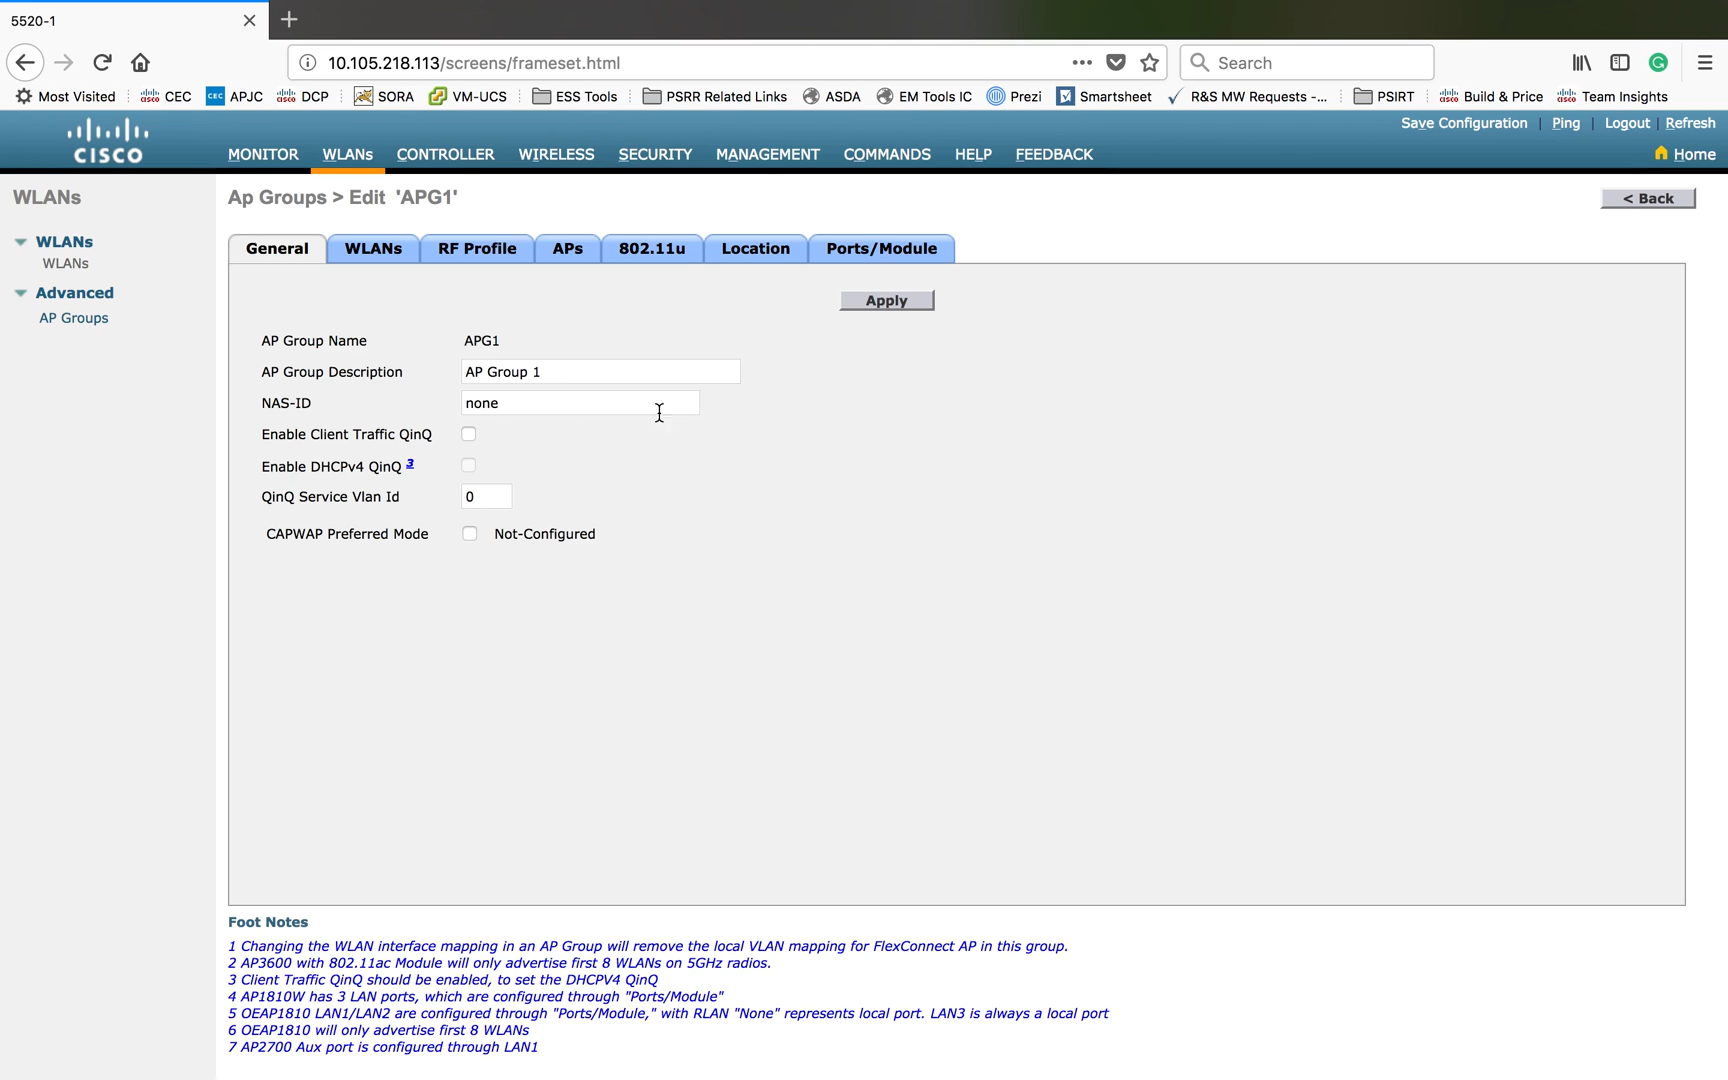 5520-1
10.105.218.113/screens/frameset.html
Search
Most Visited CEC CEC APJC DCP SORA VM-UCS ESS Tools PSRR Related Links ASDA EM Tools IC Prezi Smartsheet R&S MW Requests -... PSIRT Build & Price Team Insights
Save Configuration | Ping | Logout | Refresh
CISCO
MONITOR WLANs CONTROLLER WIRELESS SECURITY MANAGEMENT COMMANDS HELP FEEDBACK
Home
WLANs
WLANs
WLANs
Advanced
AP Groups
Ap Groups > Edit 'APG1'
< Back
General WLANs RF Profile APs 802.11u Location Ports/Module
Apply
AP Group Name APG1
AP Group Description AP Group 1
NAS-ID none
Enable Client Traffic QinQ
Enable DHCPv4 QinQ 3
QinQ Service Vlan Id 0
CAPWAP Preferred Mode Not-Configured
Foot Notes
1 Changing the WLAN interface mapping in an AP Group will remove the local VLAN mapping for FlexConnect AP in this group.
2 AP3600 with 802.11ac Module will only advertise first 8 WLANs on 5GHz radios.
3 Client Traffic QinQ should be enabled, to set the DHCPV4 QinQ
4 AP1810W has 3 LAN ports, which are configured through "Ports/Module"
5 OEAP1810 LAN1/LAN2 are configured through "Ports/Module," with RLAN "None" represents local port. LAN3 is always a local port
6 OEAP1810 will only advertise first 8 WLANs
7 AP2700 Aux port is configured through LAN1